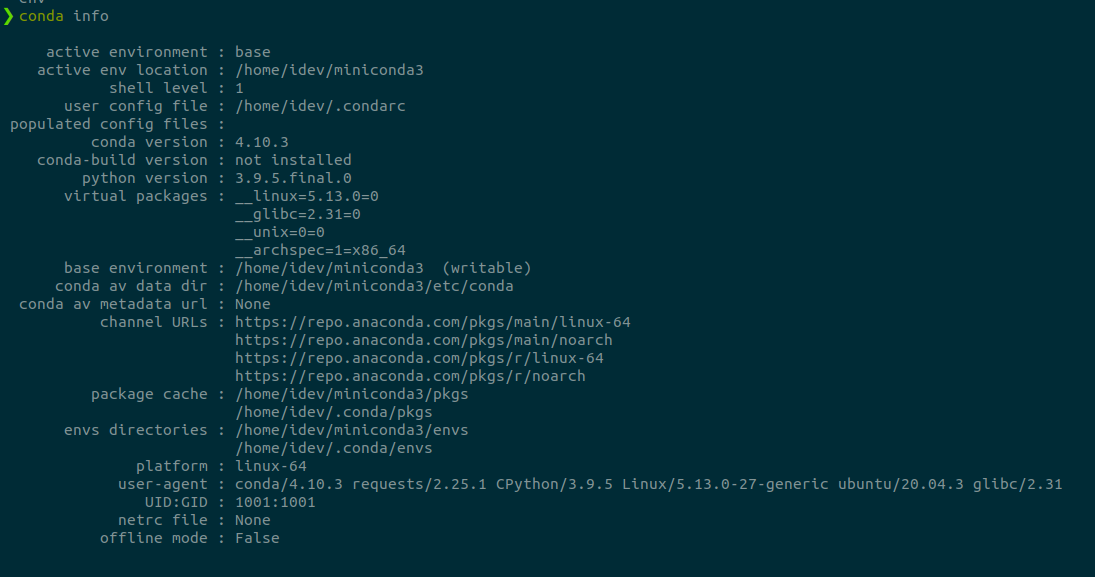 env
❯ conda info
active environment : base
active env location : /home/idev/miniconda3
shell level : 1
user config file : /home/idev/.condarc
populated config files :
conda version : 4.10.3
conda-build version : not installed
python version : 3.9.5.final.0
virtual packages : __linux=5.13.0=0
__glibc=2.31=0
__unix=0=0
__archspec=1=x86_64
base environment : /home/idev/miniconda3  (writable)
conda av data dir : /home/idev/miniconda3/etc/conda
conda av metadata url : None
channel URLs : https://repo.anaconda.com/pkgs/main/linux-64
https://repo.anaconda.com/pkgs/main/noarch
https://repo.anaconda.com/pkgs/r/linux-64
https://repo.anaconda.com/pkgs/r/noarch
package cache : /home/idev/miniconda3/pkgs
/home/idev/.conda/pkgs
envs directories : /home/idev/miniconda3/envs
/home/idev/.conda/envs
platform : linux-64
user-agent : conda/4.10.3 requests/2.25.1 CPython/3.9.5 Linux/5.13.0-27-generic ubuntu/20.04.3 glibc/2.31
UID:GID : 1001:1001
netrc file : None
offline mode : False